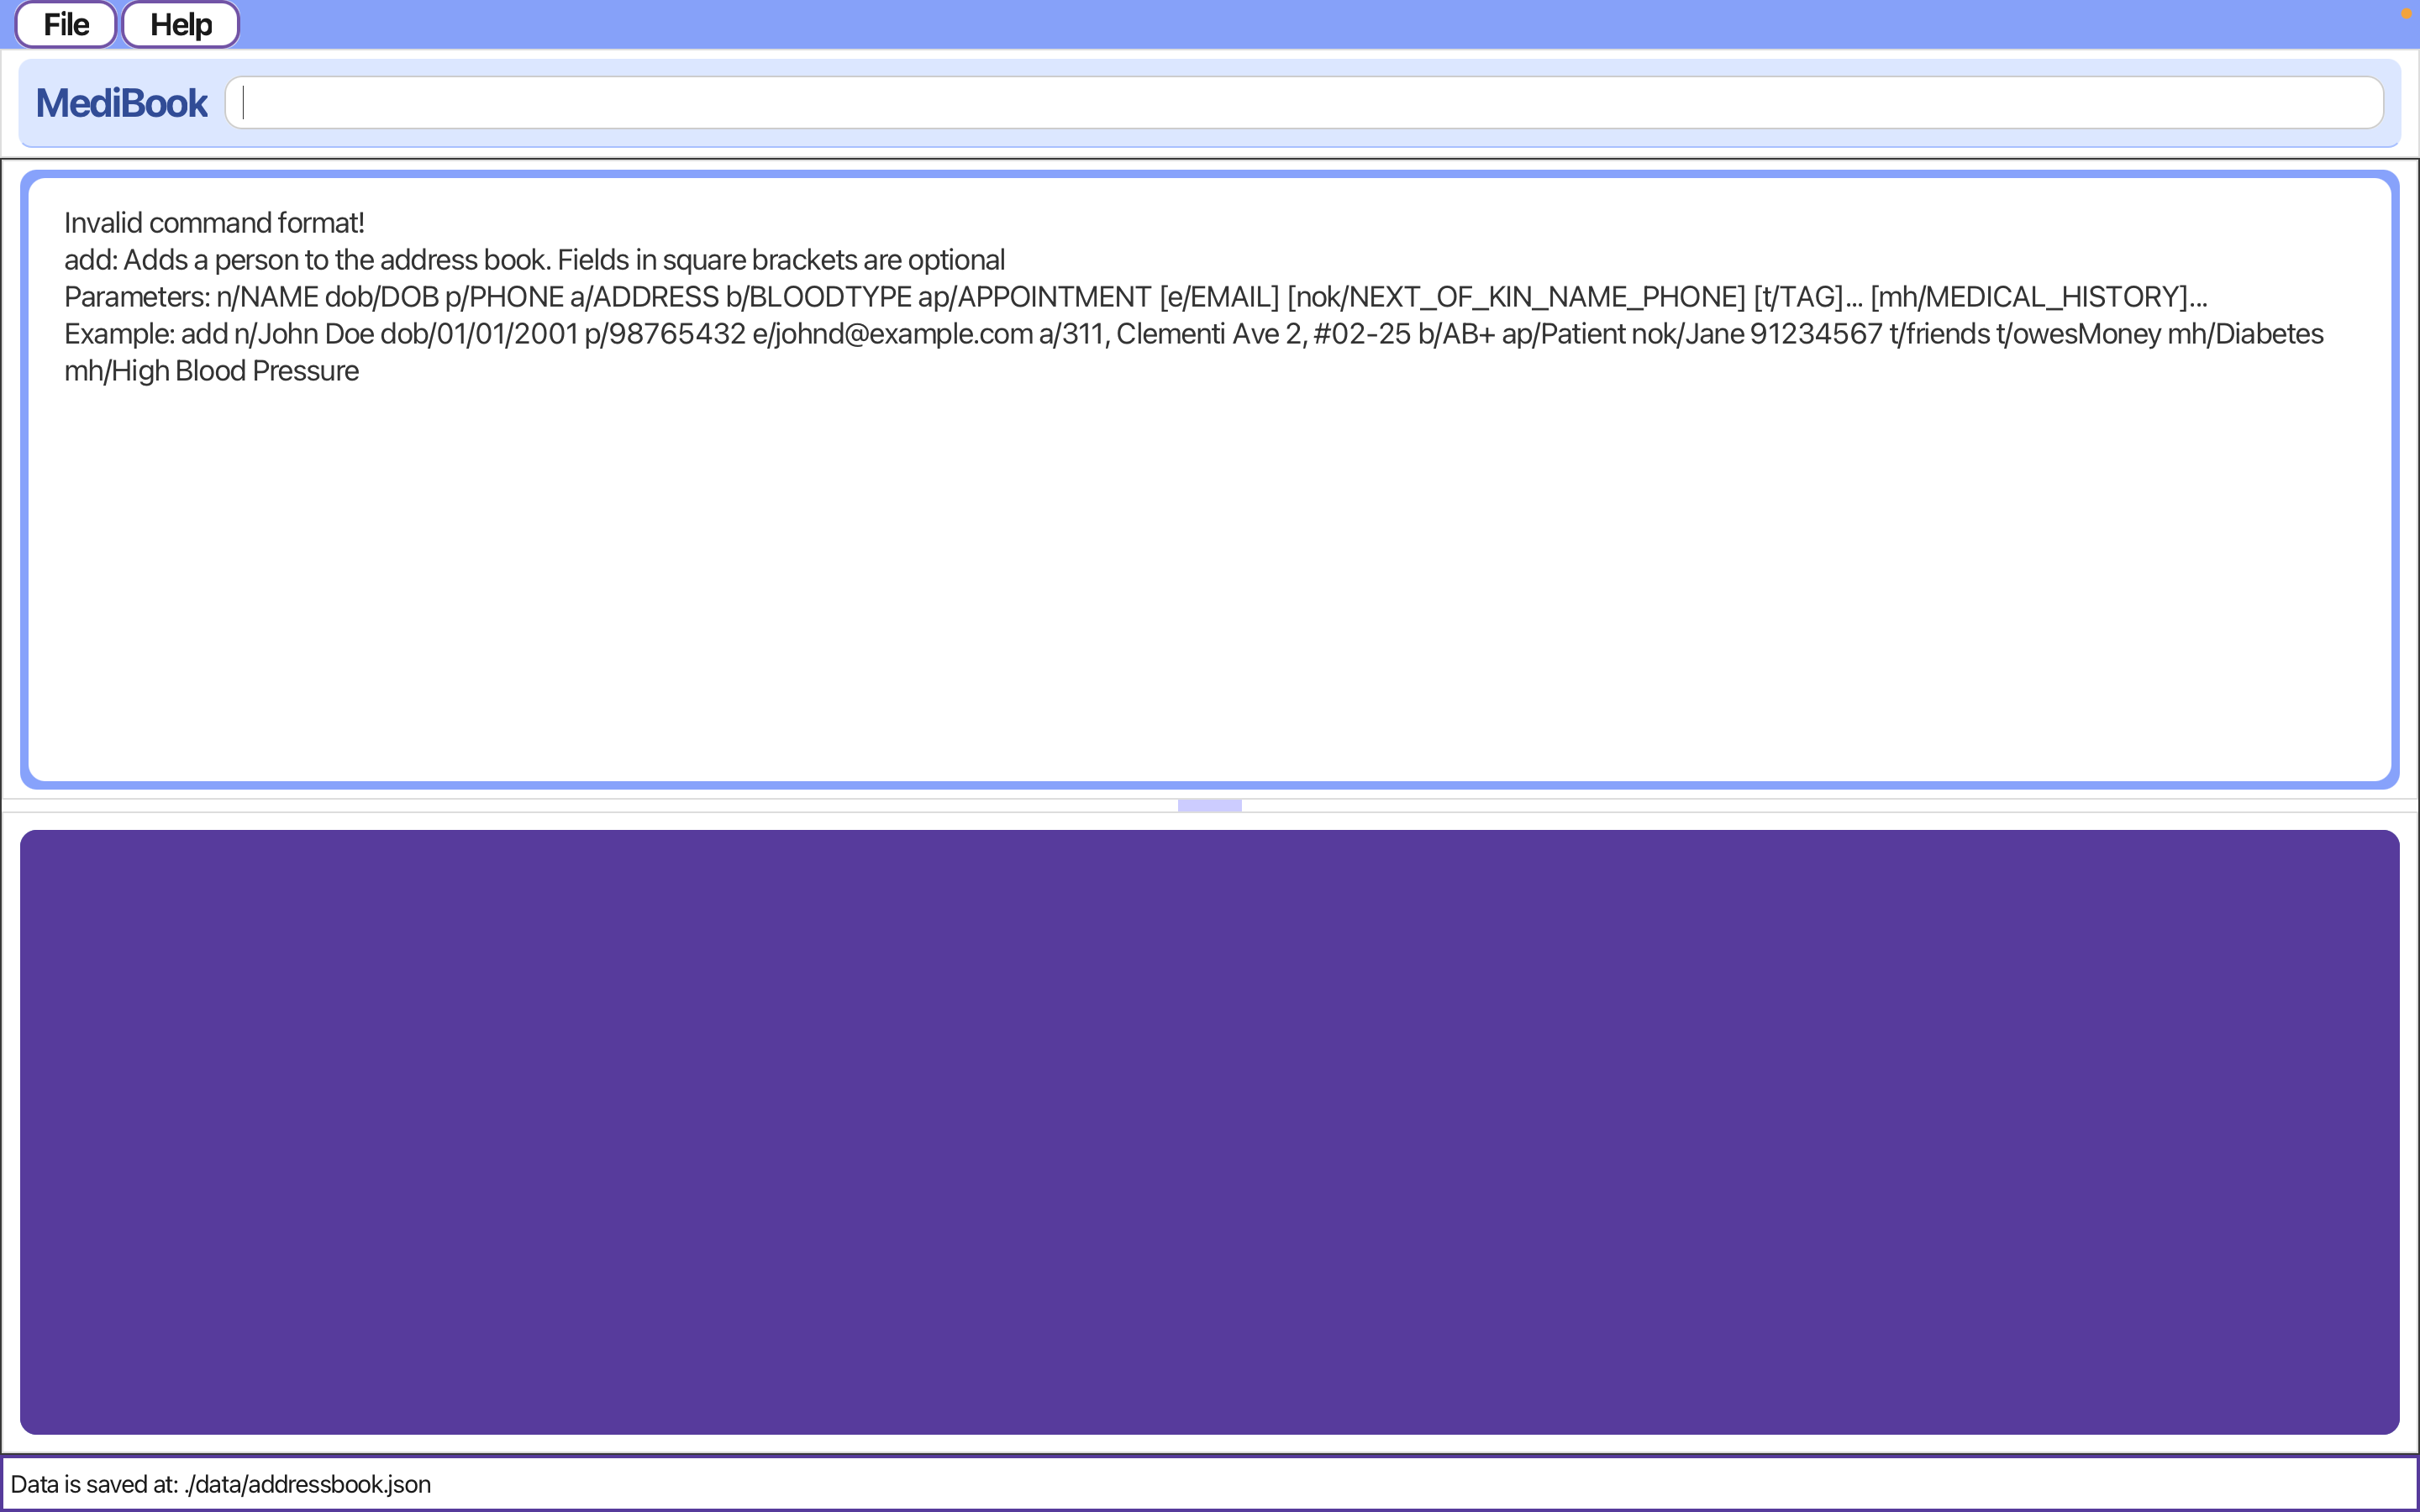 File Help
MediBook
Invalid command format!
add: Adds a person to the address book. Fields in square brackets are optional
Parameters: n/NAME dob/DOB p/PHONE a/ADDRESS b/BLOODTYPE ap/APPOINTMENT [e/EMAIL] [nok/NEXT_OF_KIN_NAME_PHONE] [t/TAG]... [mh/MEDICAL_HISTORY]...
Example: add n/John Doe dob/01/01/2001 p/98765432 e/johnd@example.com a/311, Clementi Ave 2, #02-25 b/AB+ ap/Patient nok/Jane 91234567 t/friends t/owesMoney mh/Diabetes
mh/High Blood Pressure
Data is saved at: ./data/addressbook.json